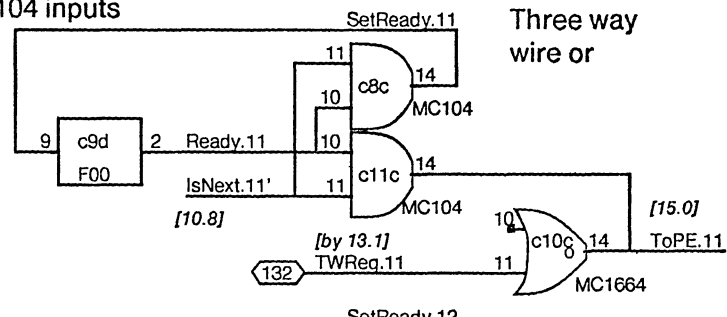 104 inputs
SetReady.11
Three way
wire or
11
14
c8c
10
MC104
9
c9d
2
Ready.11
10
F00
14
c11c
IsNext.11'
11
MC104
[10.8]
[15.0]
10
[by 13.1]
c10c
14
ToPE.11
o
132
TWReq.11
11
MC1664
SetReady.12